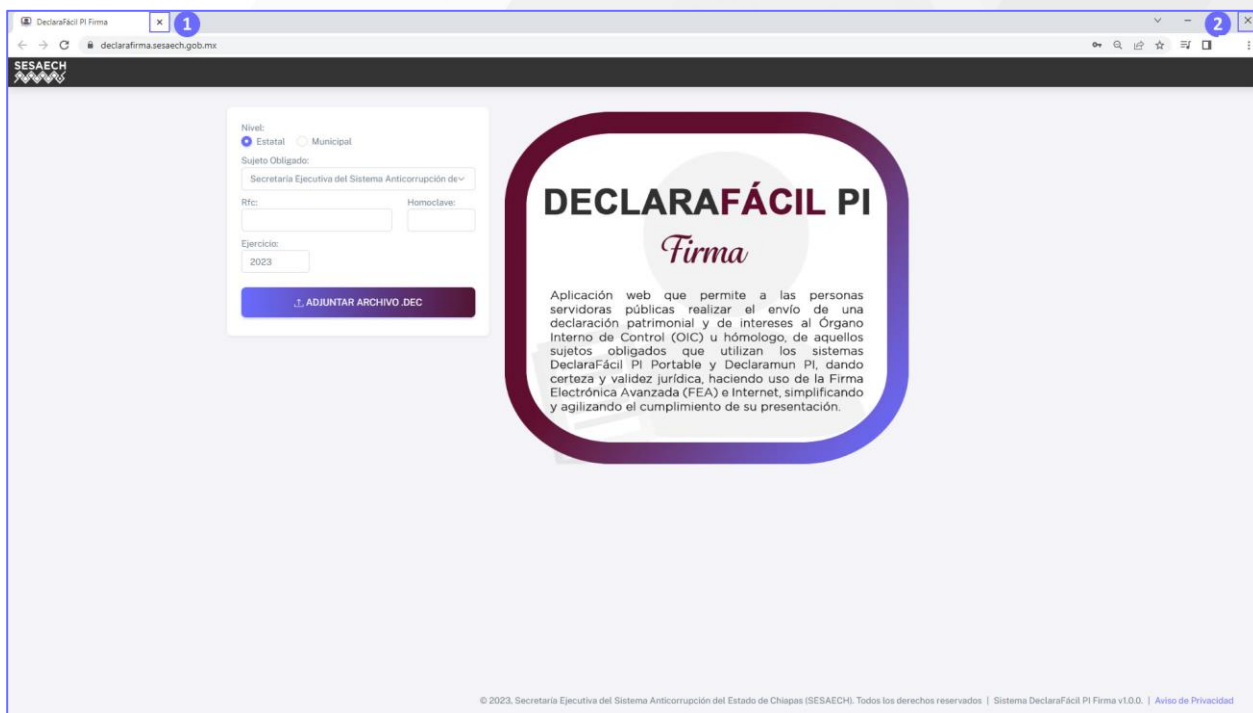 DeclaraFácil PI Firma
1
2
declarafirma.sesaech.gob.mx
SESAECH
Nivel:
Estatal Municipal
Sujeto Obligado:
Secretaría Ejecutiva del Sistema Anticorrupción de
Rfc: Homoclave:
Ejercicio:
2023
ADJUNTAR ARCHIVO .DEC
DECLARAFÁCIL PI
Firma
Aplicación web que permite a las personas
servidoras públicas realizar el envío de una
declaración patrimonial y de intereses al Órgano
Interno de Control (OIC) u hómologo, de aquellos
sujetos obligados que utilizan los sistemas
DeclaraFácil PI Portable y Declaramun PI, dando
certeza y validez jurídica, haciendo uso de la Firma
Electrónica Avanzada (FEA) e Internet, simplificando
y agilizando el cumplimiento de su presentación.
© 2023, Secretaría Ejecutiva del Sistema Anticorrupción del Estado de Chiapas (SESAECH). Todos los derechos reservados | Sistema DeclaraFácil PI Firma v1.0.0. | Aviso de Privacidad